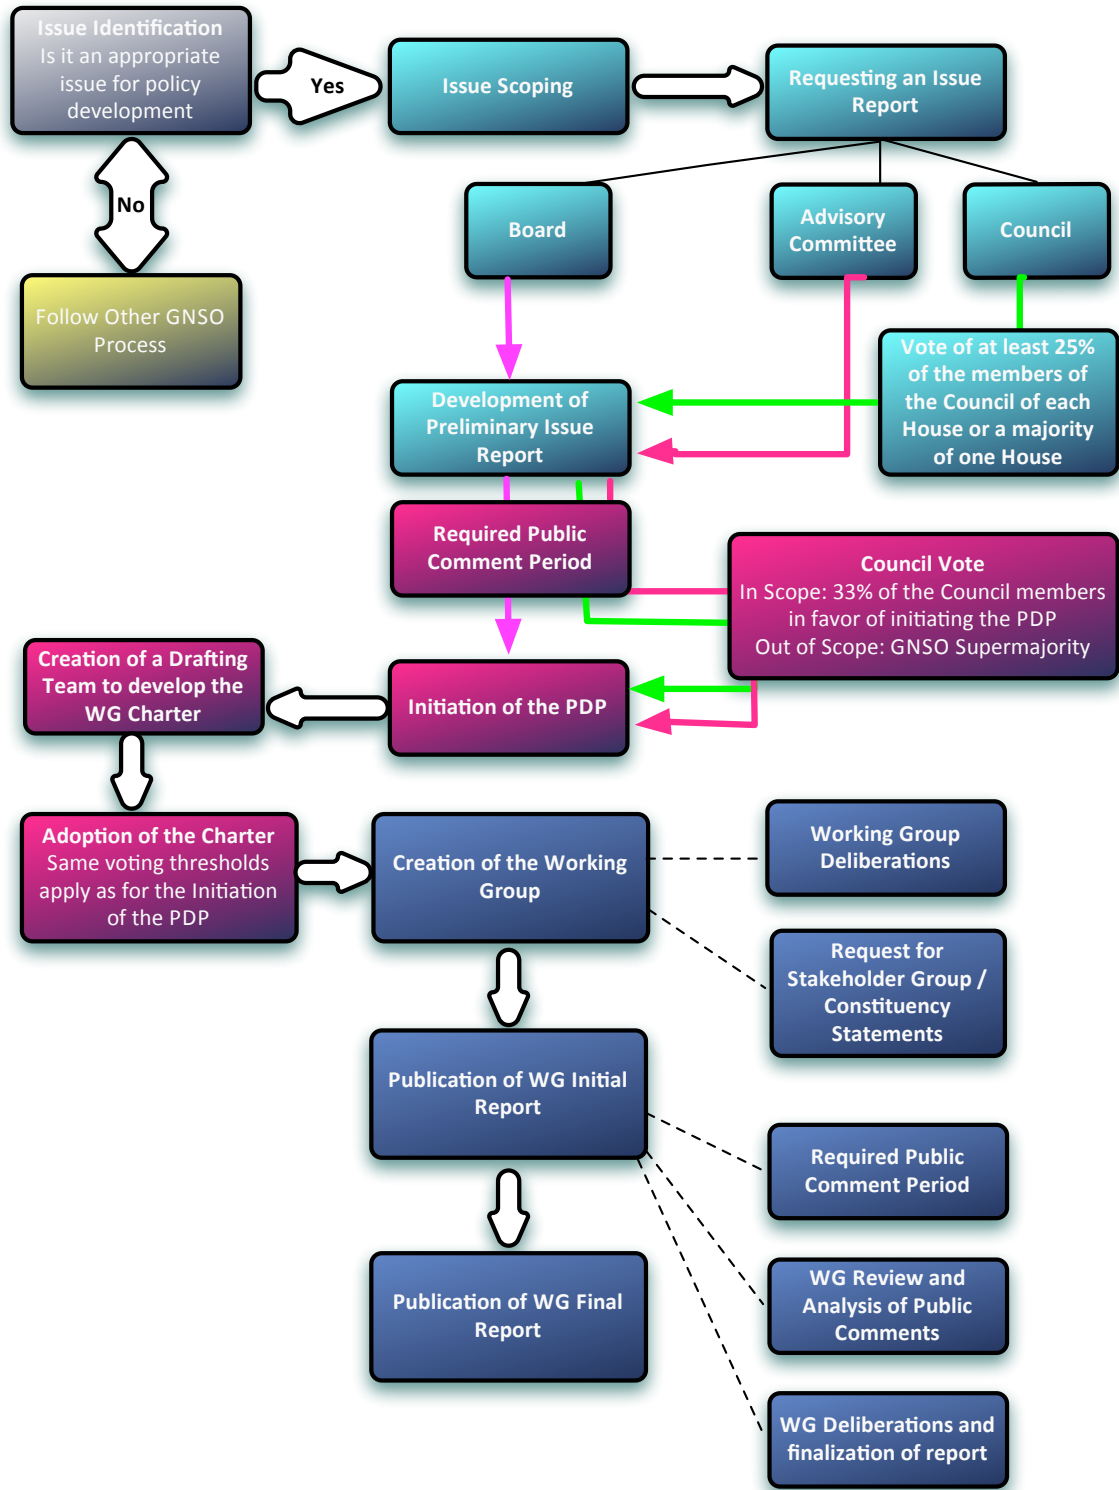 Issue Identification
Is it an appropriate
issue for policy
development
Yes
Issue Scoping
Requesting an Issue
Report
No
Board
Advisory
Committee
Council
Follow Other GNSO
Process
Vote of at least 25%
of the members of
the Council of each
House or a majority
of one House
Development of
Preliminary Issue
Report
Required Public
Comment Period
Council Vote
In Scope: 33% of the Council members
in favor of initiating the PDP
Out of Scope: GNSO Supermajority
Creation of a Drafting
Team to develop the
WG Charter
Initiation of the PDP
Adoption of the Charter
Same voting thresholds
apply as for the Initiation
of the PDP
Creation of the Working
Group
Working Group
Deliberations
Request for
Stakeholder Group /
Constituency
Statements
Publication of WG Initial
Report
Required Public
Comment Period
Publication of WG Final
Report
WG Review and
Analysis of Public
Comments
WG Deliberations and
finalization of report